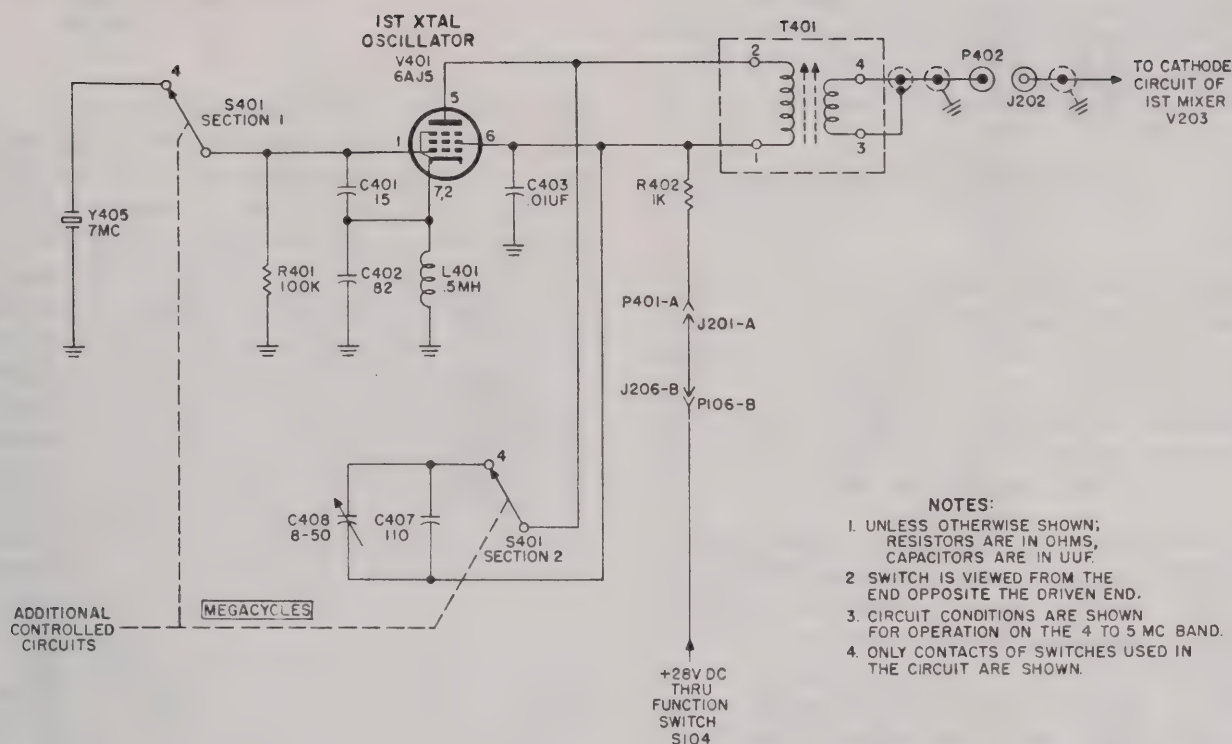 1ST XTAL
OSCILLATOR
V401
6AJ5
T401
P402
J202
TO CATHODE
CIRCUIT OF
1ST MIXER
V203
4
S401
SECTION 1
5
1
6
7,2
2
1
4
3
Y405
7MC
R401
100K
C401
15
C402
82
L401
.5MH
C403
.01UF
R402
1K
P401-A
J201-A
J206-B
P106-B
C408
8-50
C407
110
4
S401
SECTION 2
MEGACYCLES
ADDITIONAL
CONTROLLED
CIRCUITS
+28V DC
THRU
FUNCTION
SWITCH
S104
NOTES:
1. UNLESS OTHERWISE SHOWN;
RESISTORS ARE IN OHMS,
CAPACITORS ARE IN UUF.
2 SWITCH IS VIEWED FROM THE
END OPPOSITE THE DRIVEN END.
3. CIRCUIT CONDITIONS ARE SHOWN
FOR OPERATION ON THE 4 TO 5 MC BAND.
4. ONLY CONTACTS OF SWITCHES USED IN
THE CIRCUIT ARE SHOWN.